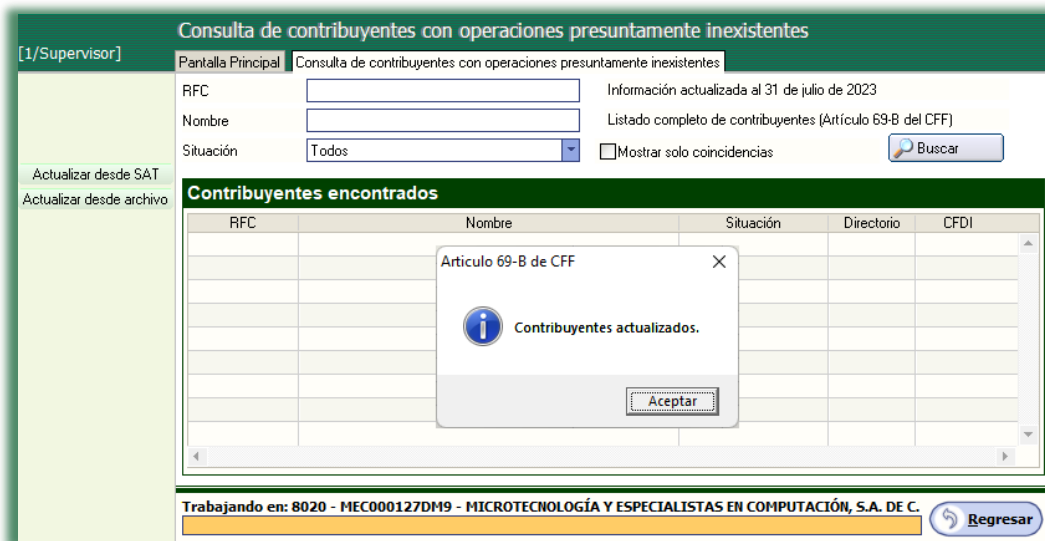 Consulta de contribuyentes con operaciones presuntamente inexistentes
[1/Supervisor]
Pantalla Principal Consulta de contribuyentes con operaciones presuntamente inexistentes
RFC Información actualizada al 31 de julio de 2023
Nombre Listado completo de contribuyentes (Artículo 69-B del CFF)
Situación Todos Mostrar solo coincidencias Buscar
Actualizar desde SAT
Actualizar desde archivo
Contribuyentes encontrados
RFC Nombre Situación Directorio CFDI
Articulo 69-B de CFF
Contribuyentes actualizados.
Aceptar
Trabajando en: 8020 - MEC000127DM9 - MICROTECNOLOGÍA Y ESPECIALISTAS EN COMPUTACIÓN, S.A. DE C.
Regresar